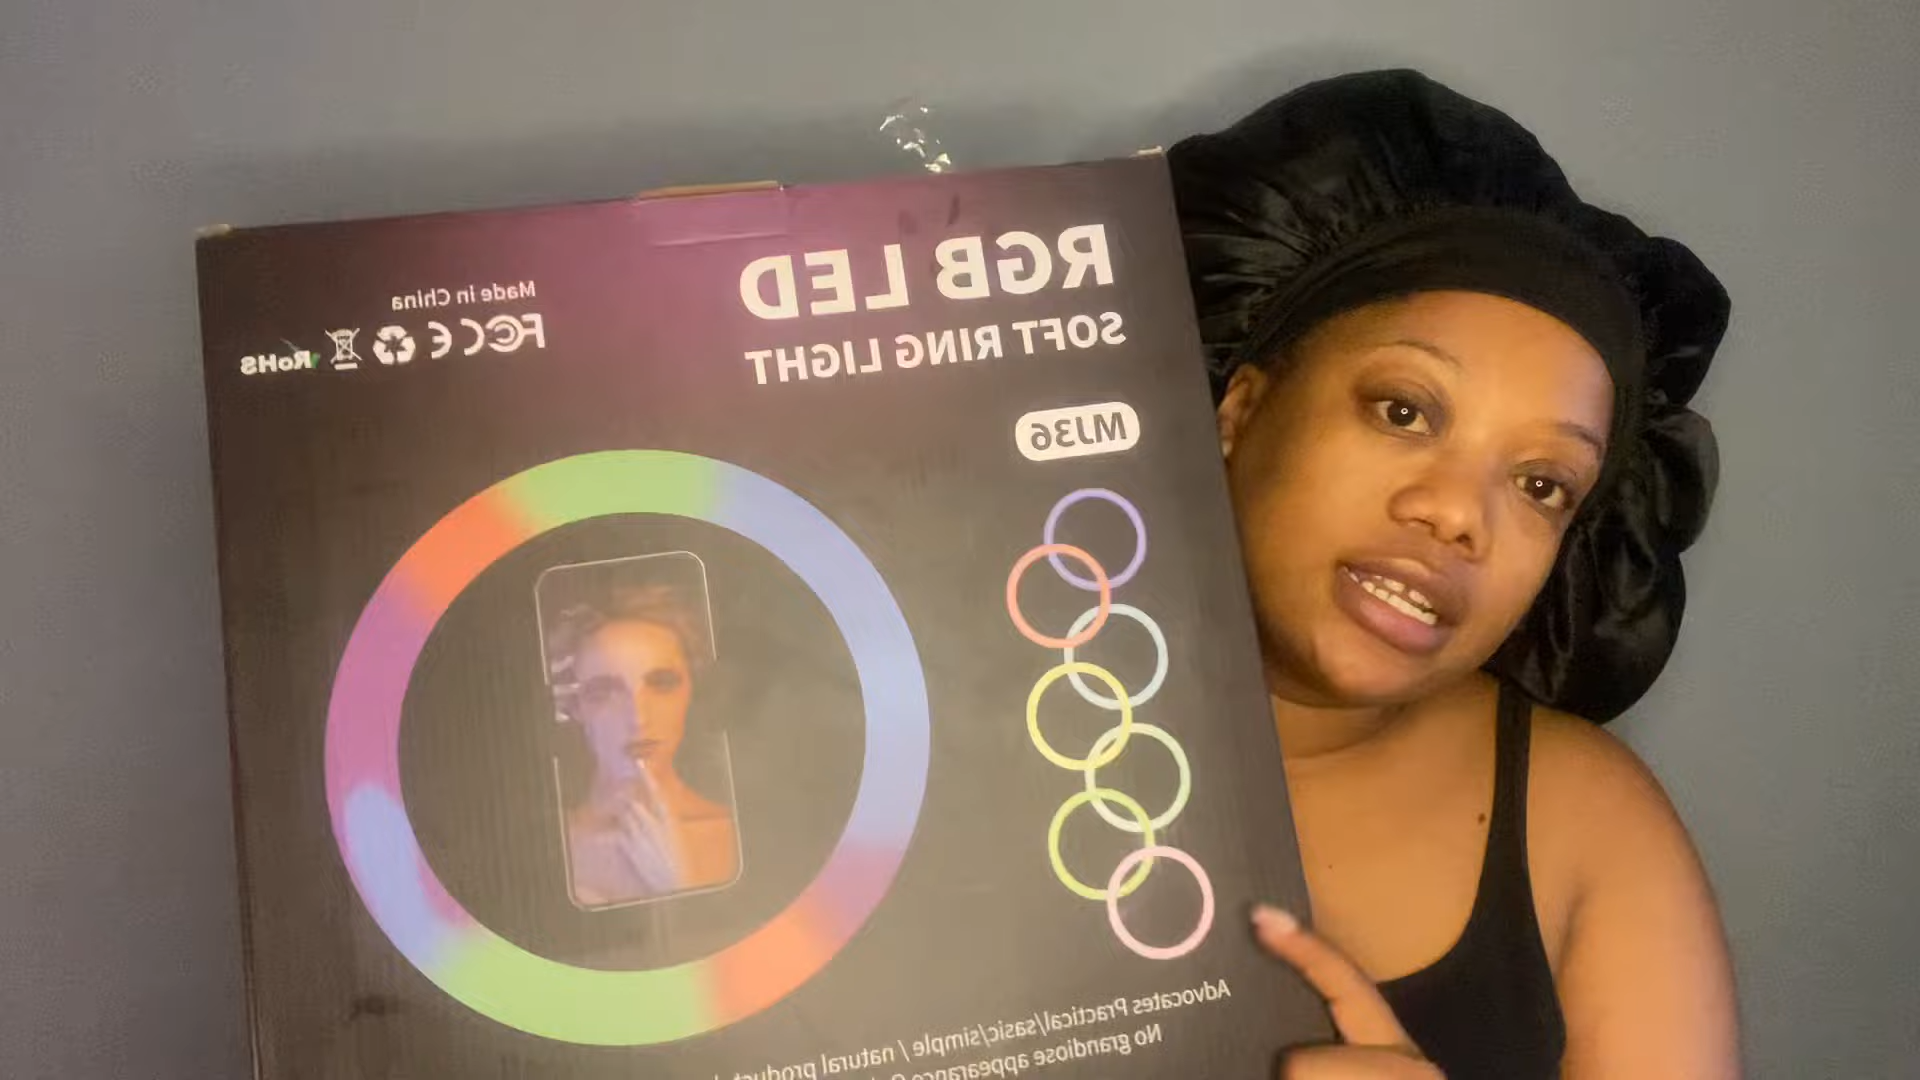 RGB LED
SOFT RING LIGHT
MJ36
Made in China
FC CE
RoHS
Advocates Practical/sasic/simple / natural product
No grandiose appearance